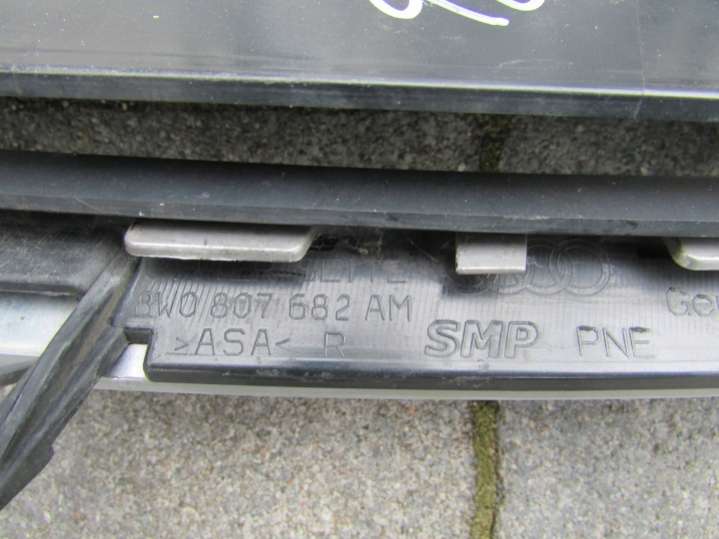 8W0 807 682 AM
>ASA< R SMP PNE